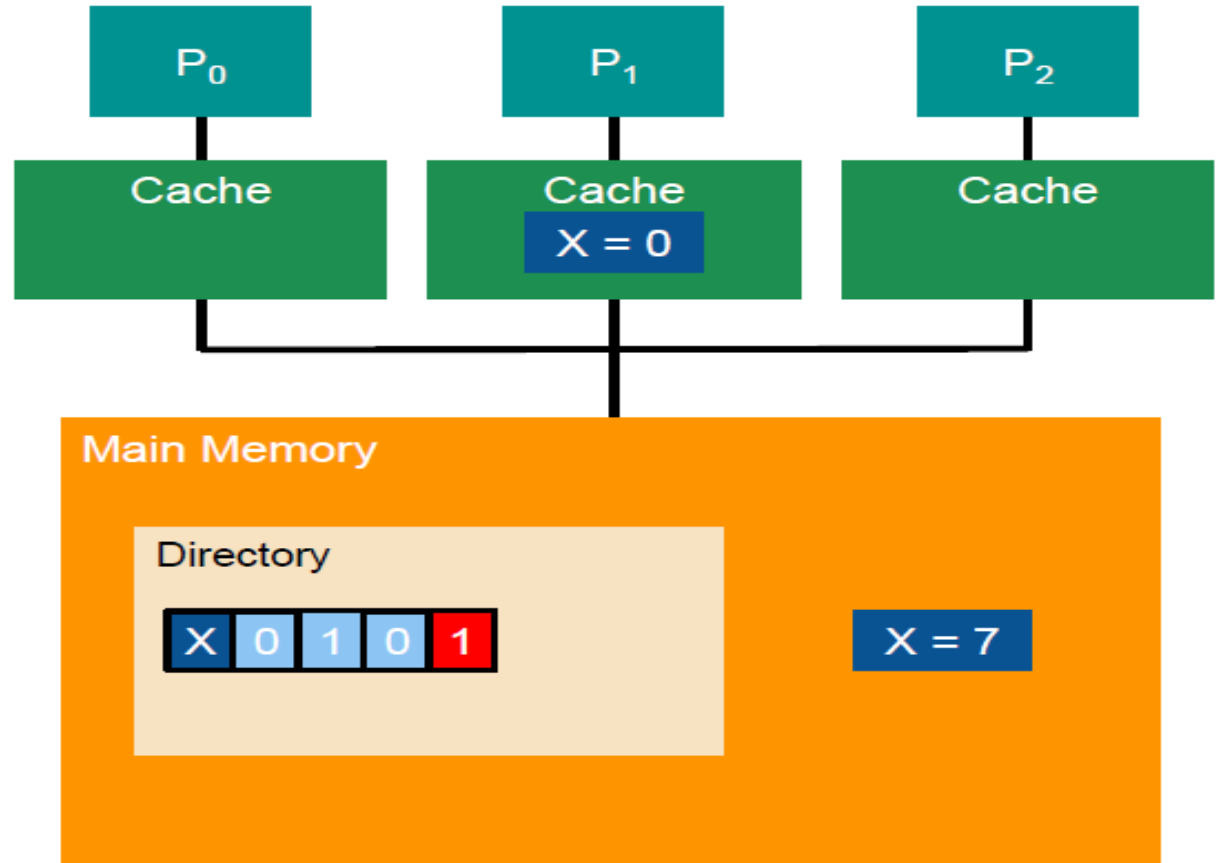 P₀ P₁ P₂
Cache Cache Cache
X = 0
Main Memory
Directory
X 0 1 0 1
X = 7